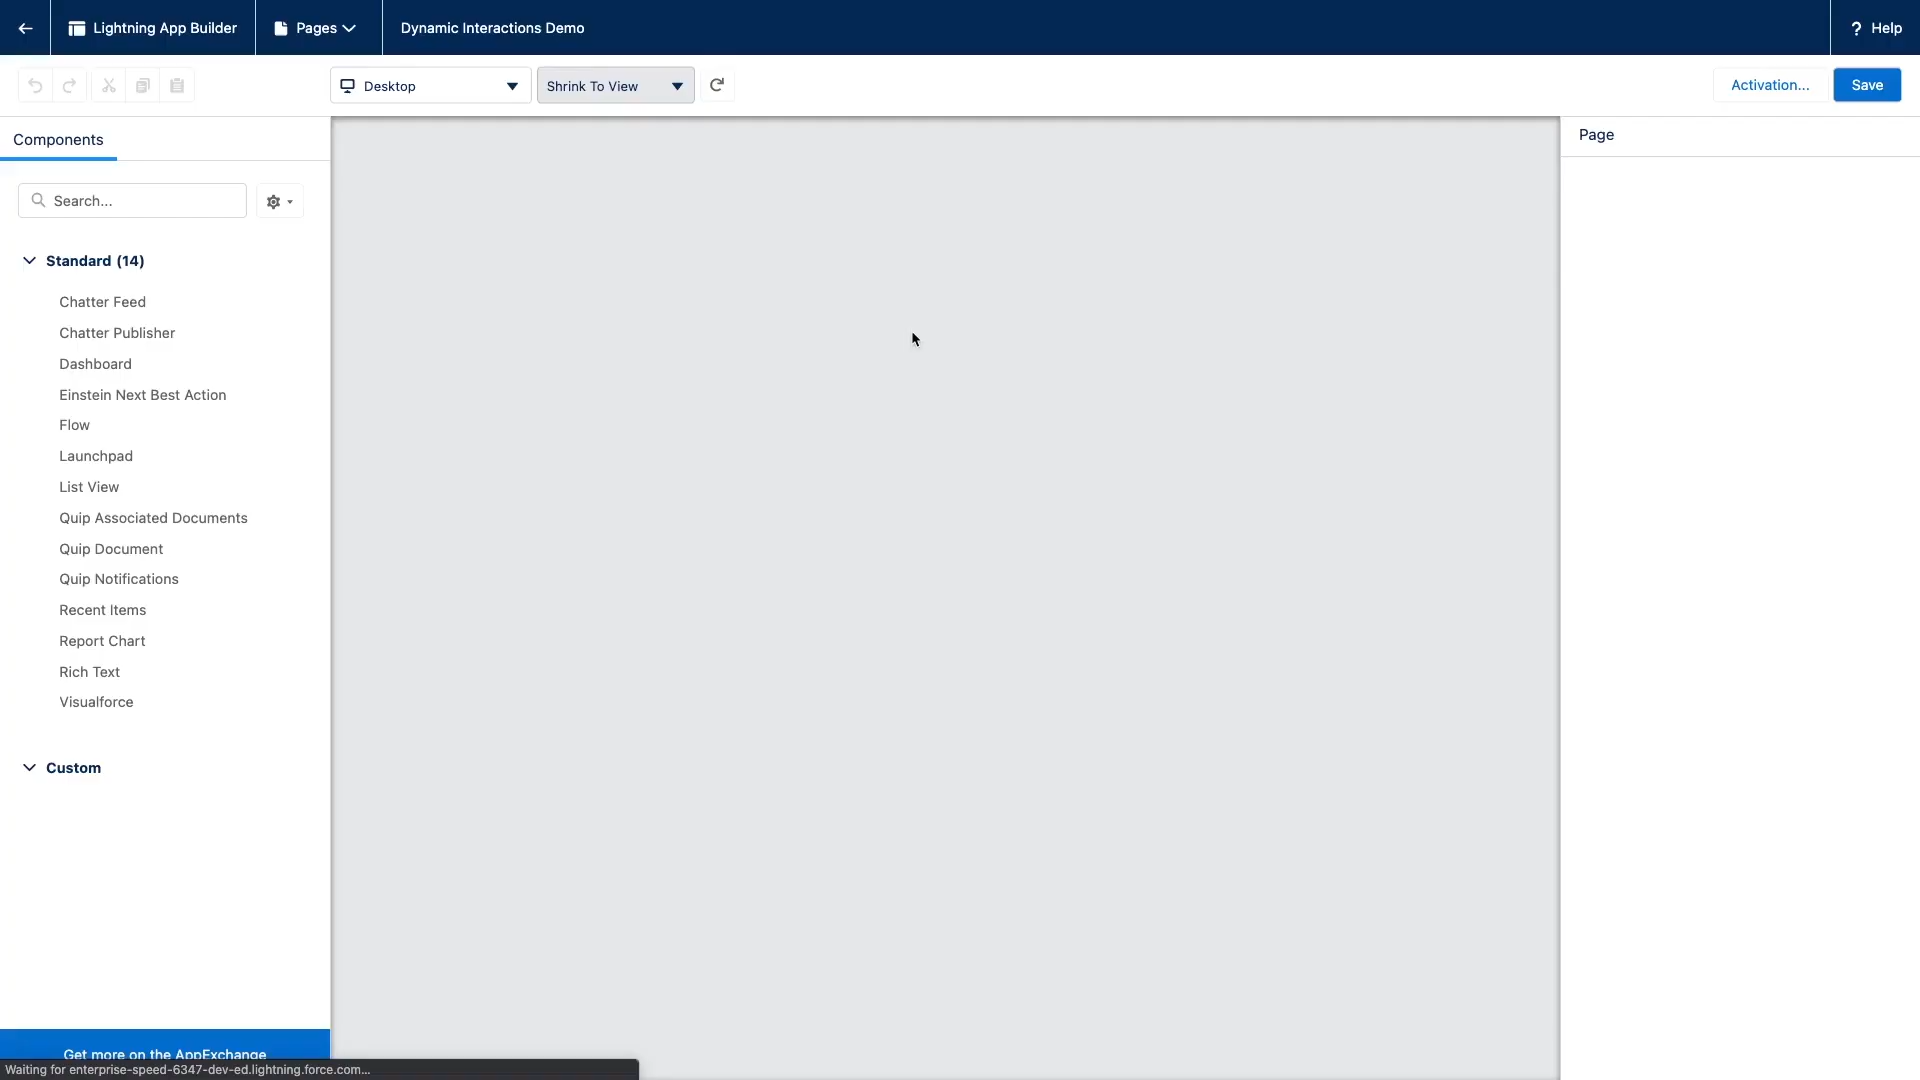 Lightning App Builder
Pages
Dynamic Interactions Demo
? Help
Desktop
Shrink To View
Activation...
Save
Components
Page
Search...
Standard (14)
Chatter Feed
Chatter Publisher
Dashboard
Einstein Next Best Action
Flow
Launchpad
List View
Quip Associated Documents
Quip Document
Quip Notifications
Recent Items
Report Chart
Rich Text
Visualforce
Custom
Get more on the AppExchange
Waiting for enterprise-speed-6347-dev-ed.lightning.force.com...